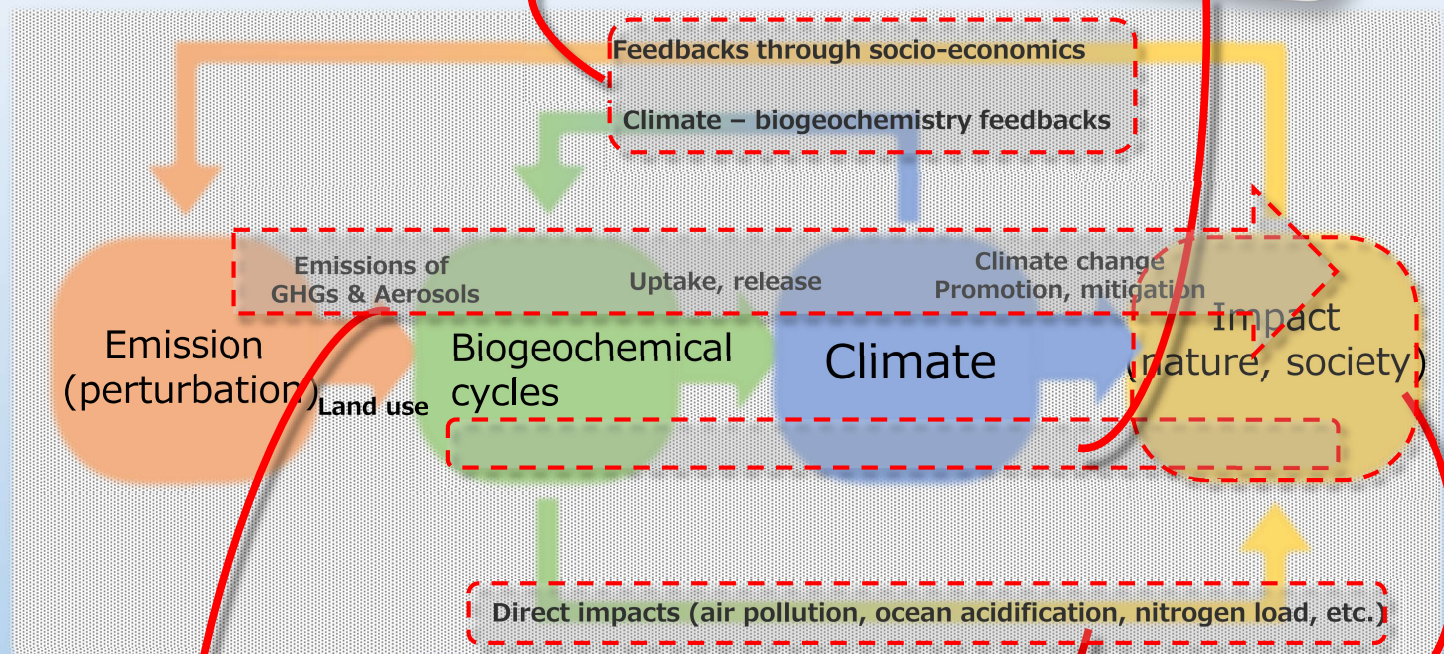 Feedbacks through socio-economics
Climate – biogeochemistry feedbacks
Emissions of
GHGs & Aerosols
Uptake, release
Climate change
Promotion, mitigation
Emission
(perturbation)
Land use
Biogeochemical
cycles
Climate
Impact
(nature, society)
Direct impacts (air pollution, ocean acidification, nitrogen load, etc.)